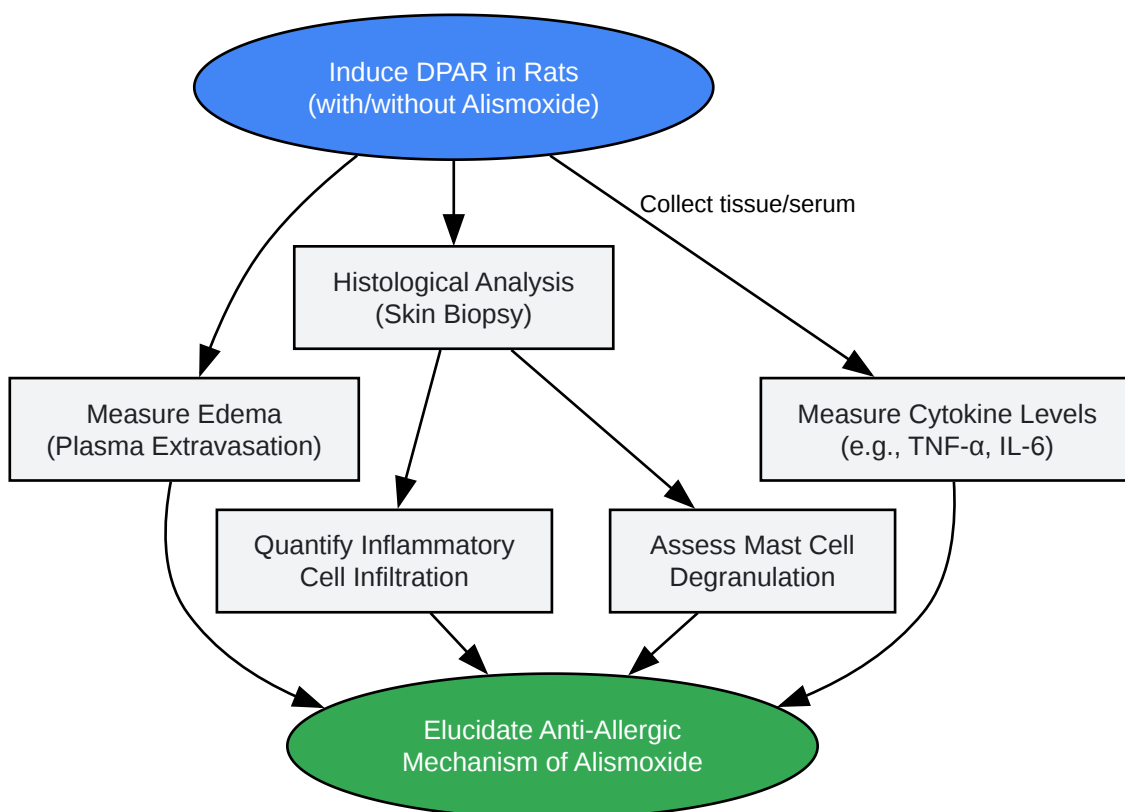 Induce DPAR in Rats
(with/without Alismoxide)
Collect tissue/serum
Histological Analysis
(Skin Biopsy)
Measure Edema
(Plasma Extravasation)
Measure Cytokine Levels
(e.g., TNF-α, IL-6)
Quantify Inflammatory
Cell Infiltration
Assess Mast Cell
Degranulation
Elucidate Anti-Allergic
Mechanism of Alismoxide